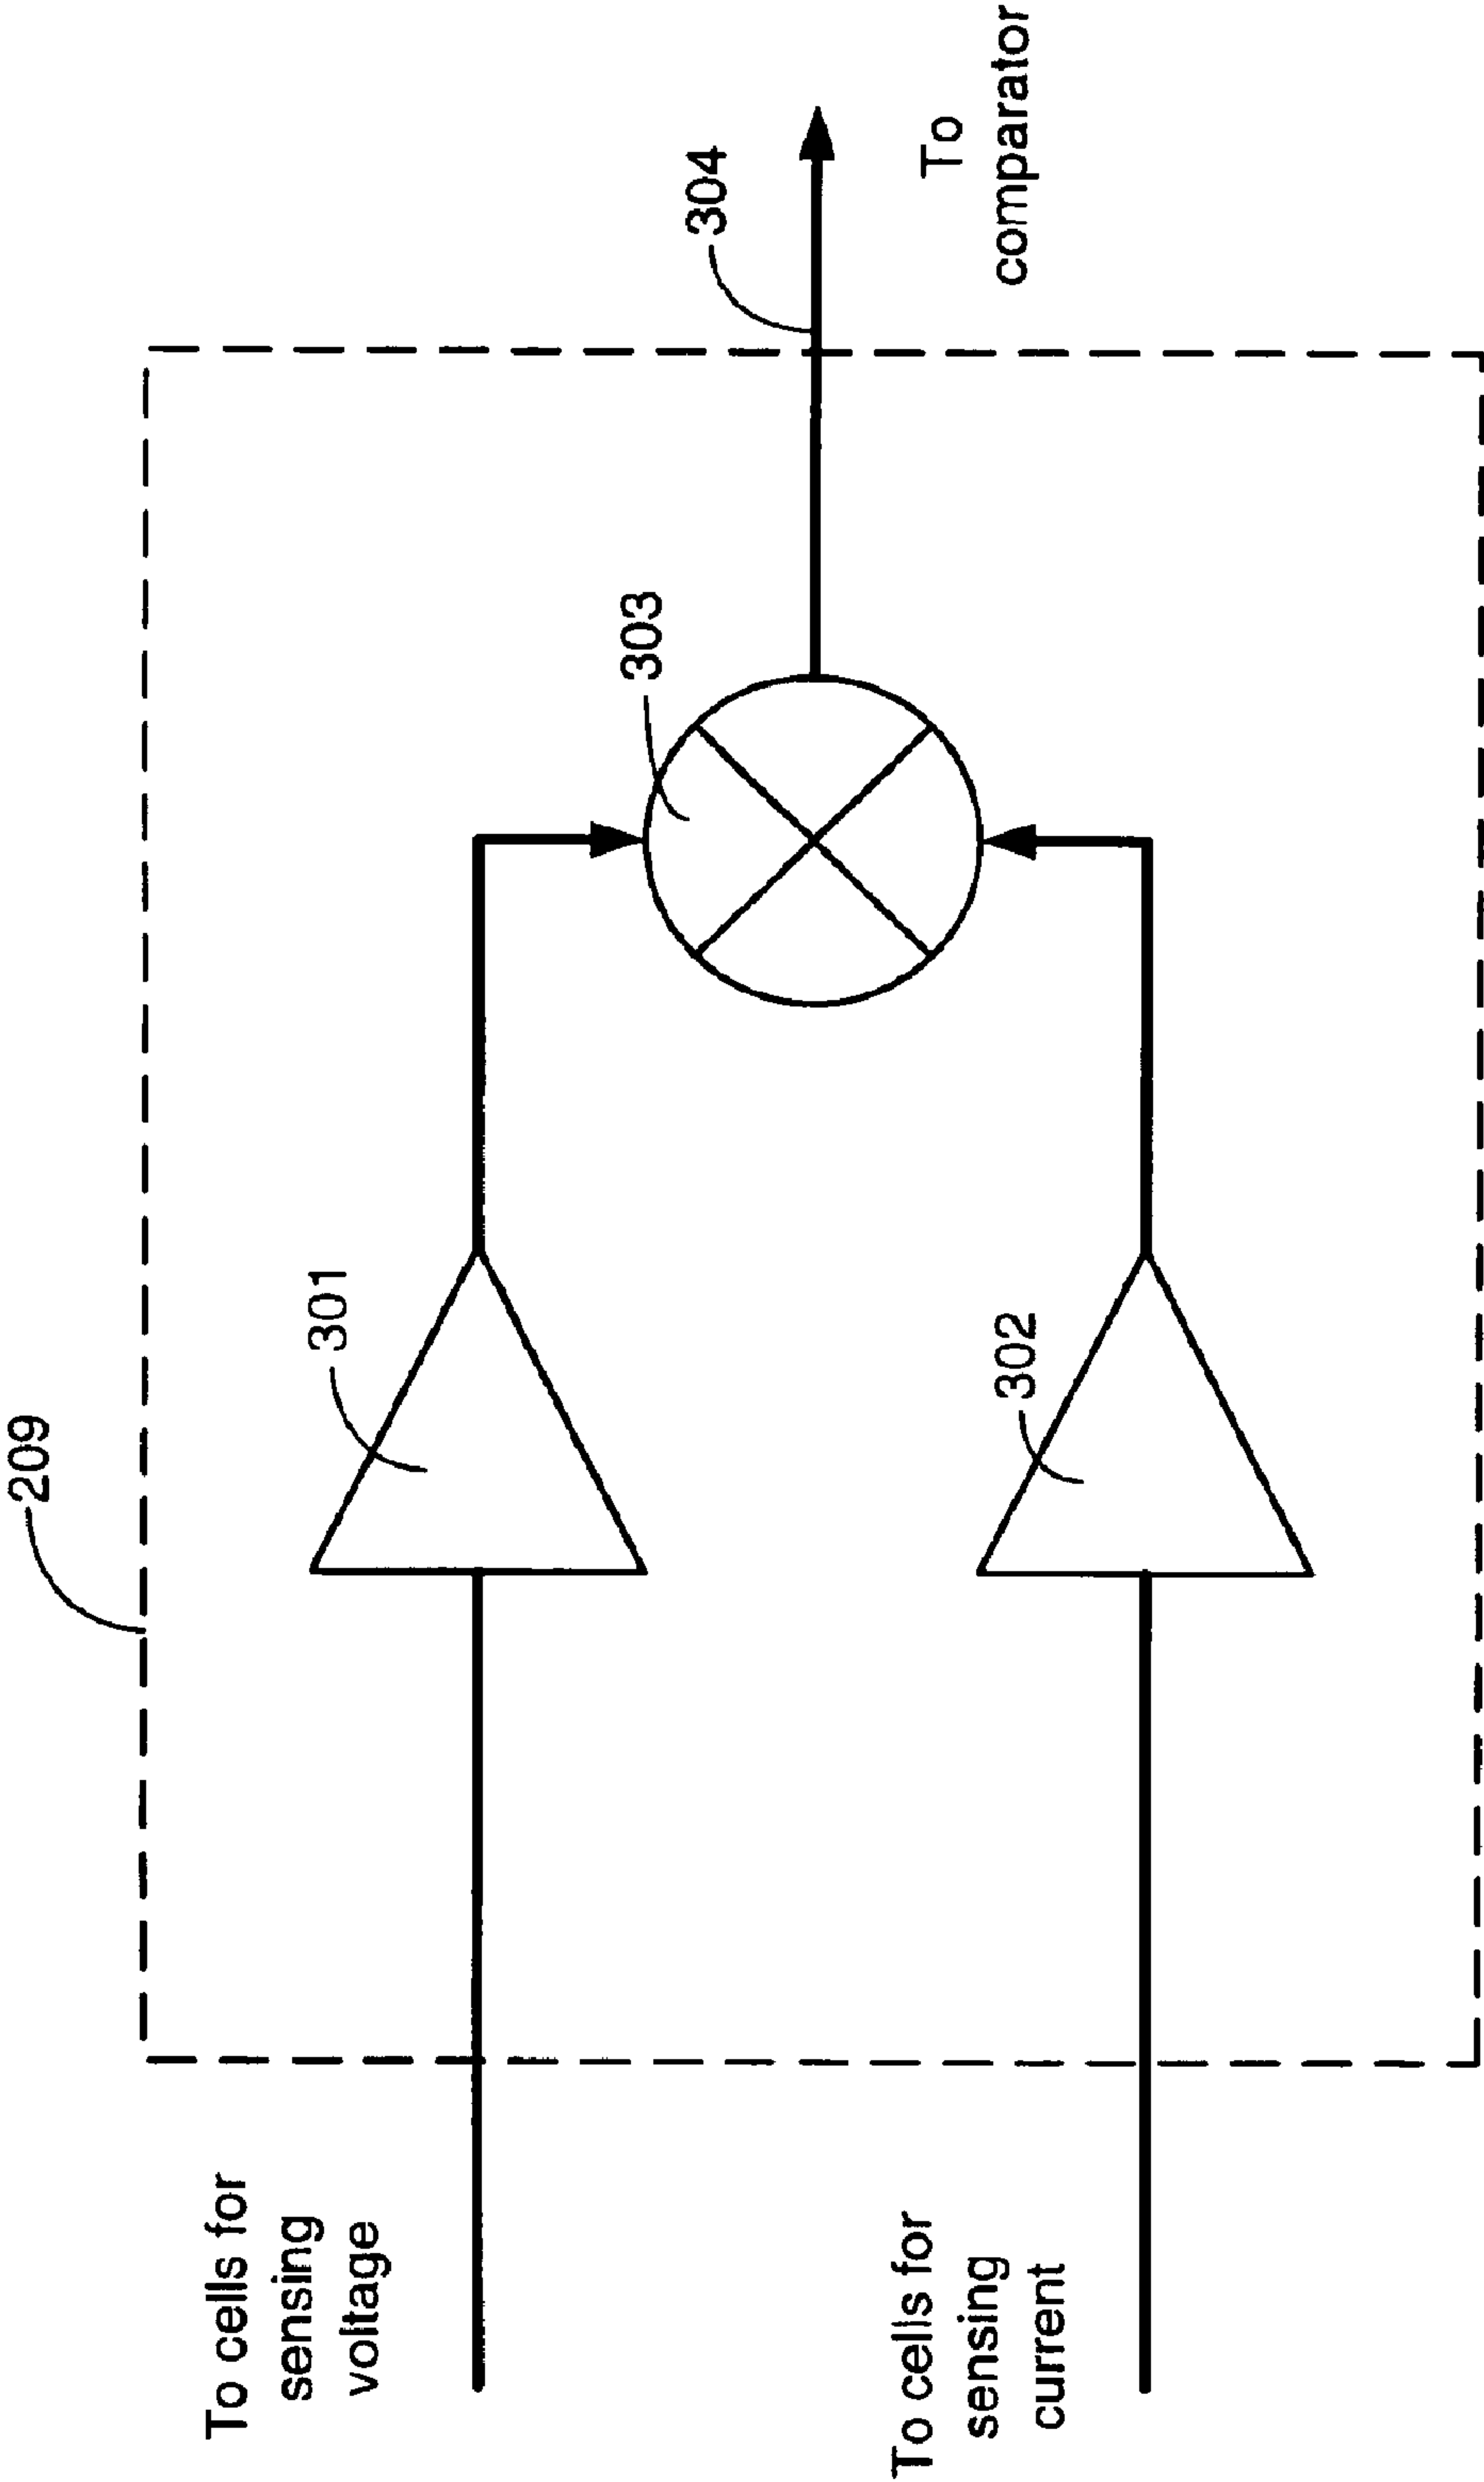 209
To cells for
sensing
voltage
301
303
304
To
comparator
To cells for
sensing
current
302